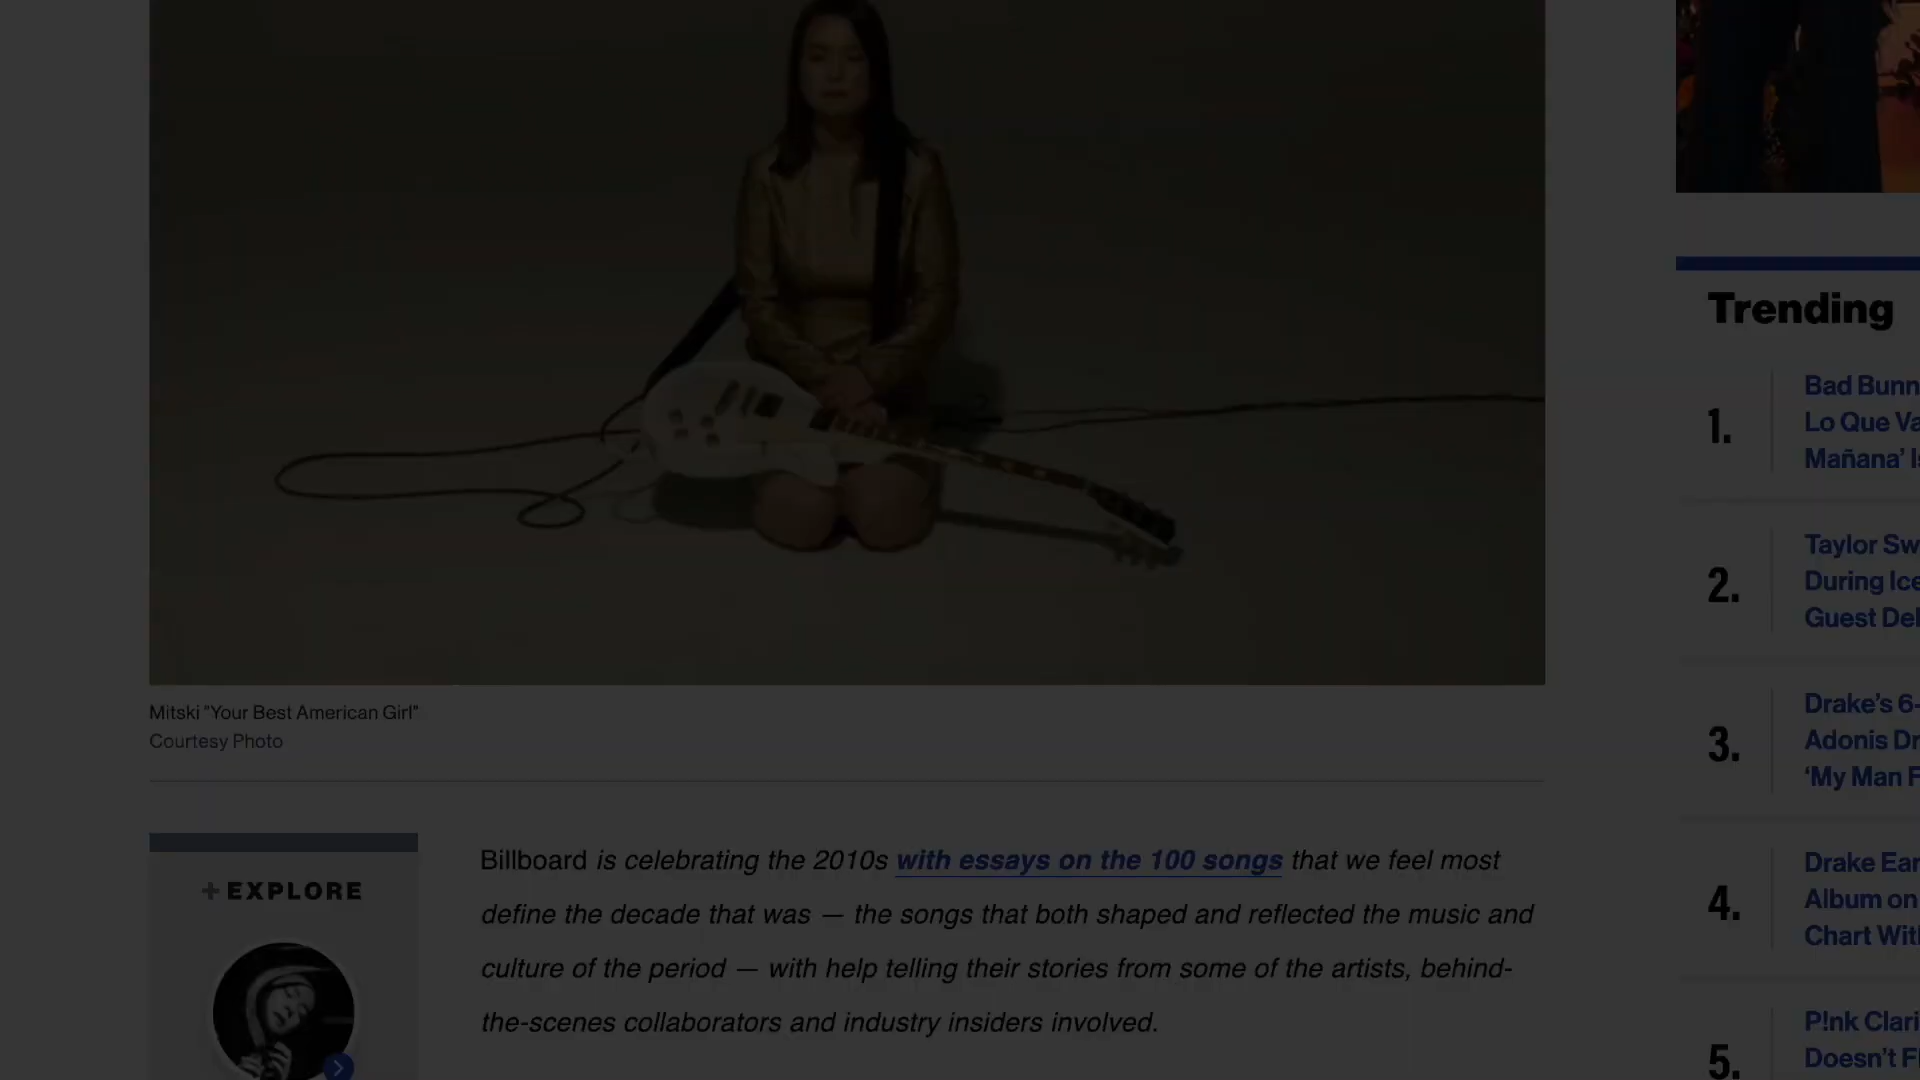 Mitski "Your Best American Girl"
Courtesy Photo
+ EXPLORE
Billboard is celebrating the 2010s with essays on the 100 songs that we feel most
define the decade that was — the songs that both shaped and reflected the music and
culture of the period — with help telling their stories from some of the artists, behind-
the-scenes collaborators and industry insiders involved.
Trending
1.
Bad Bunn
Lo Que Va
Mañana' Is
2.
Taylor Sw
During Ice
Guest Del
3.
Drake's 6-
Adonis Dr
'My Man F
4.
Drake Ear
Album on
Chart With
5.
P!nk Clari
Doesn't F